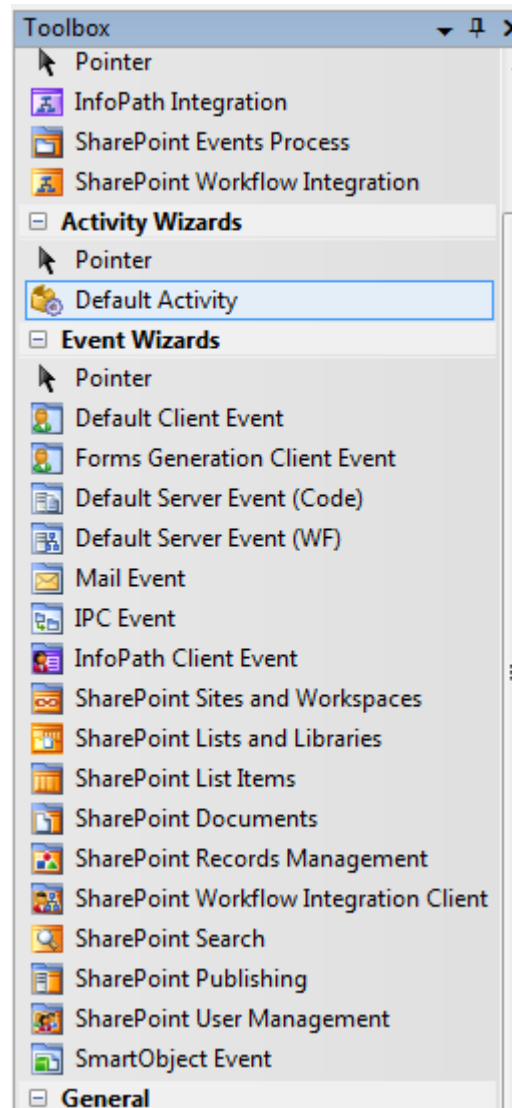 Toolbox
Pointer
InfoPath Integration
SharePoint Events Process
SharePoint Workflow Integration
Activity Wizards
Pointer
Default Activity
Event Wizards
Pointer
Default Client Event
Forms Generation Client Event
Default Server Event (Code)
Default Server Event (WF)
Mail Event
IPC Event
InfoPath Client Event
SharePoint Sites and Workspaces
SharePoint Lists and Libraries
SharePoint List Items
SharePoint Documents
SharePoint Records Management
SharePoint Workflow Integration Client
SharePoint Search
SharePoint Publishing
SharePoint User Management
SmartObject Event
General